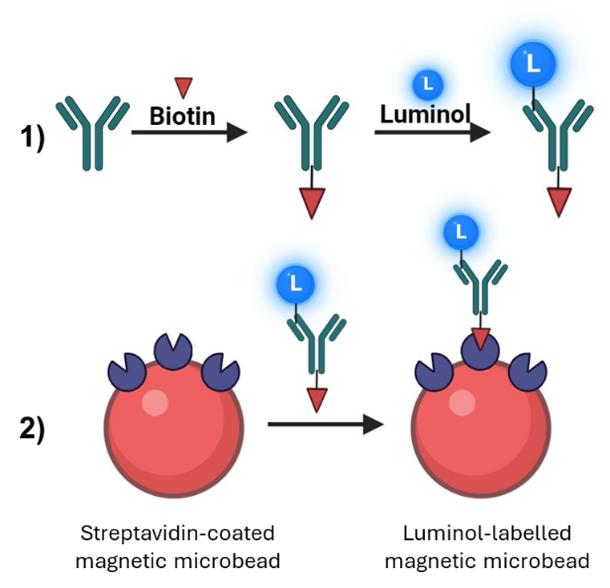 L
L
Biotin
Luminol
1)
L
L
2)
Streptavidin-coated
magnetic microbead
Luminol-labelled
magnetic microbead